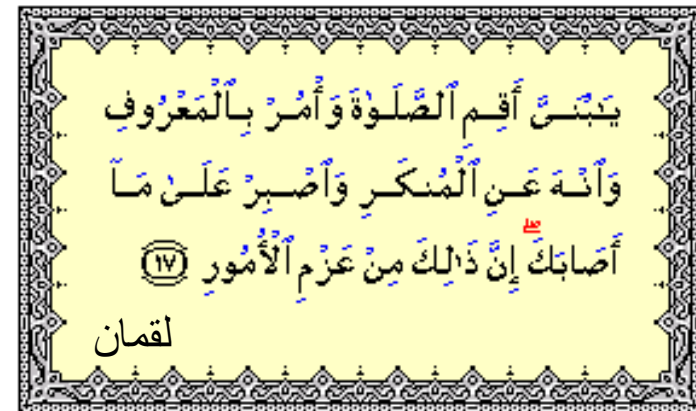 يَـٰبُنَىَّ أَقِمِ ٱلصَّلَوٰةَ وَأْمُرْ بِٱلْمَعْرُوفِ
وَٱنْهَ عَنِ ٱلْمُنكَرِ وَٱصْبِرْ عَلَىٰ مَآ
أَصَابَكَ ۖ إِنَّ ذَٰلِكَ مِنْ عَزْمِ ٱلْأُمُورِ ﴿١٧﴾
لقمان